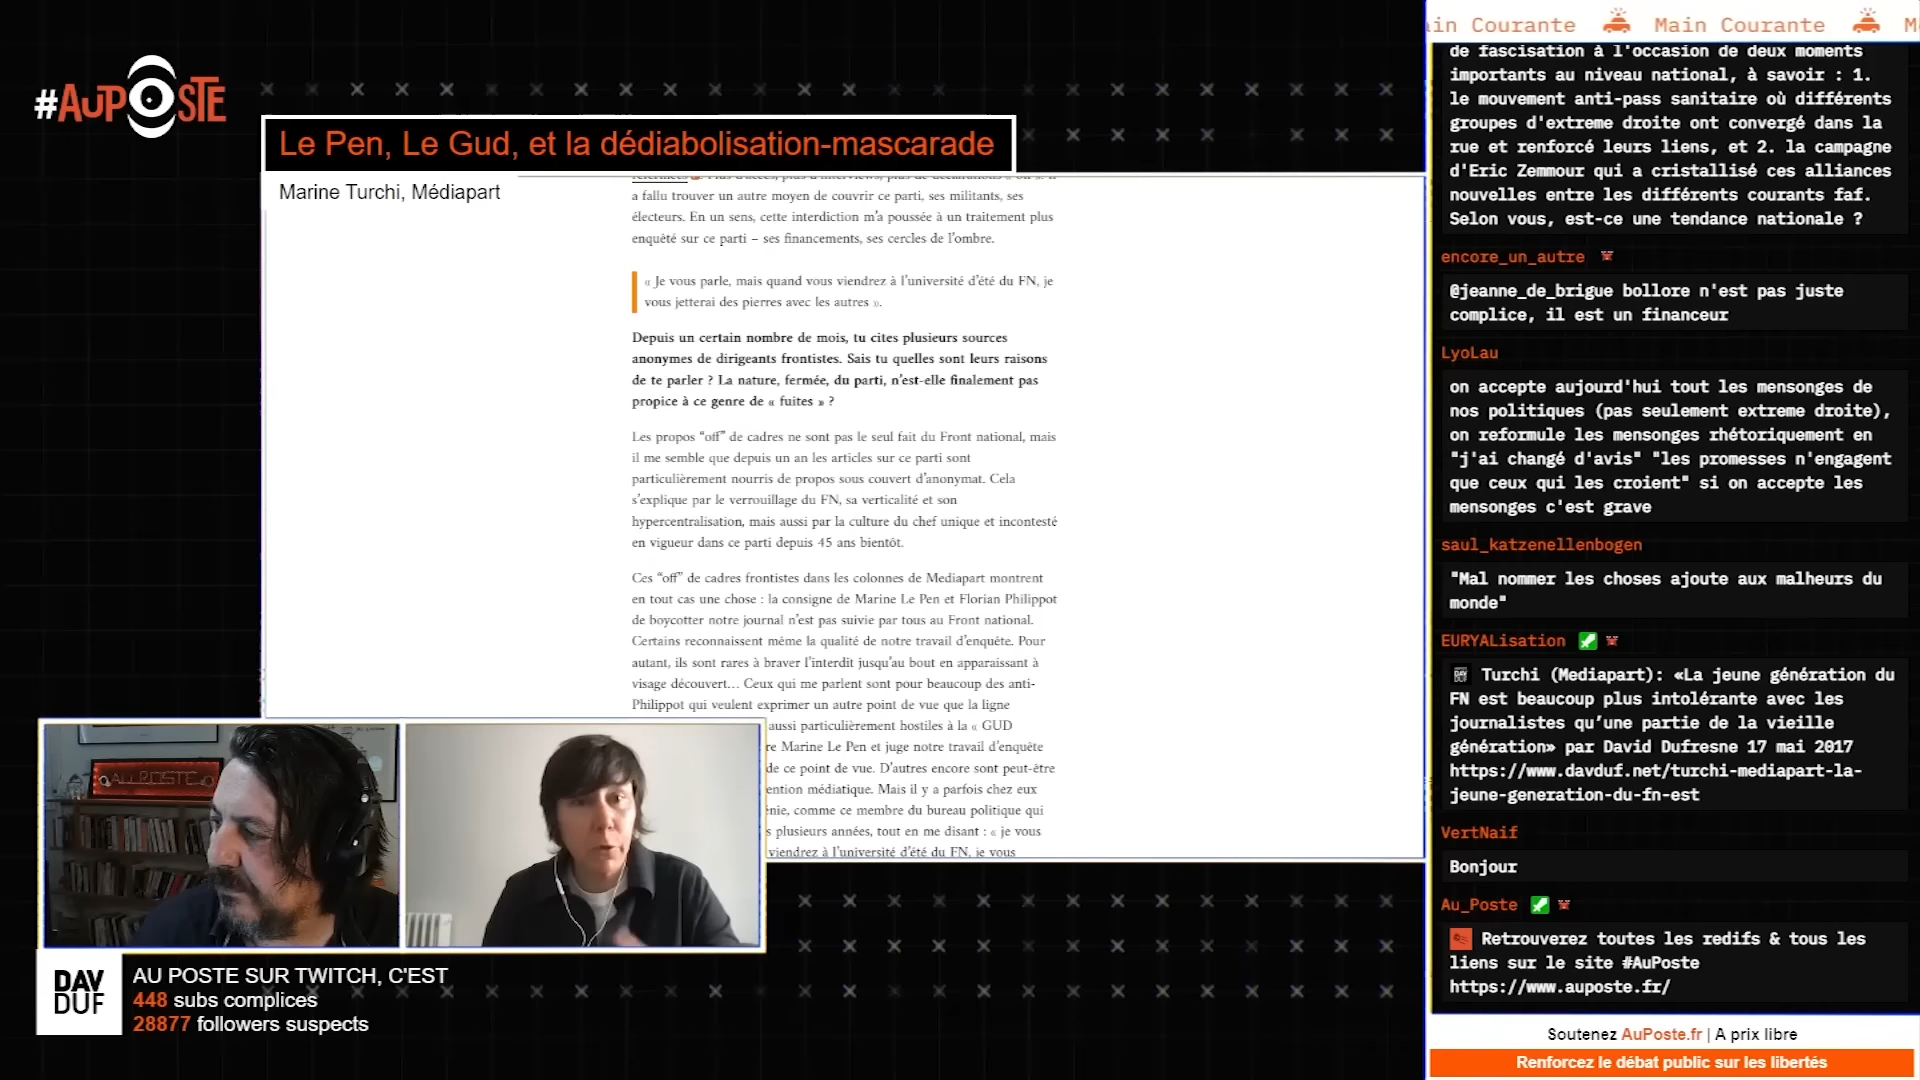 #AUPOSTE
Le Pen, Le Gud, et la dédiabolisation-mascarade
Marine Turchi, Médiapart
a fallu trouver un autre moyen de couvrir ce parti, ses militants, ses
électeurs. En un sens, cette interdiction m'a poussée à un traitement plus
enquêté sur ce parti – ses financements, ses cercles de l'ombre.
« Je vous parle, mais quand vous viendrez à l'université d'été du FN, je
vous jetterai des pierres avec les autres ».
Depuis un certain nombre de mois, tu cites plusieurs sources
anonymes de dirigeants frontistes. Sais tu quelles sont leurs raisons
de te parler ? La nature, fermée, du parti, n'est-elle finalement pas
propice à ce genre de « fuites » ?
Les propos “off” de cadres ne sont pas le seul fait du Front national, mais
il me semble que depuis un an les articles sur ce parti sont
particulièrement nourris de propos sous couvert d'anonymat. Cela
s'explique par le verrouillage du FN, sa verticalité et son
hypercentralisation, mais aussi par la culture du chef unique et incontesté
en vigueur dans ce parti depuis 45 ans bientôt.
Ces “off” de cadres frontistes dans les colonnes de Mediapart montrent
en tout cas une chose : la consigne de Marine Le Pen et Florian Philippot
de boycotter notre journal n'est pas suivie par tous au Front national.
Certains reconnaissent même la qualité de notre travail d'enquête. Pour
autant, ils sont rares à braver l'interdit jusqu'au bout en apparaissant à
visage découvert... Ceux qui me parlent sont pour beaucoup des anti-
Philippot qui veulent exprimer un autre point de vue que la ligne
aussi particulièrement hostiles à la « GUD
re Marine Le Pen et juge notre travail d'enquête
de ce point de vue. D'autres encore sont peut-être
ention médiatique. Mais il y a parfois chez eux
énie, comme ce membre du bureau politique qui
s plusieurs années, tout en me disant : « je vous
viendrez à l'université d'été du FN, je vous
AU POSTE
DAV
DUF
AU POSTE SUR TWITCH, C'EST
448 subs complices
28877 followers suspects
in Courante Main Courante M
de fascisation à l'occasion de deux moments
importants au niveau national, à savoir : 1.
le mouvement anti-pass sanitaire où différents
groupes d'extreme droite ont convergé dans la
rue et renforcé leurs liens, et 2. la campagne
d'Eric Zemmour qui a cristallisé ces alliances
nouvelles entre les différents courants faf.
Selon vous, est-ce une tendance nationale ?
encore_un_autre
@jeanne_de_brigue bollore n'est pas juste
complice, il est un financeur
LyoLau
on accepte aujourd'hui tout les mensonges de
nos politiques (pas seulement extreme droite),
on reformule les mensonges rhétoriquement en
"j'ai changé d'avis" "les promesses n'engagent
que ceux qui les croient" si on accepte les
mensonges c'est grave
saul_katzenellenbogen
"Mal nommer les choses ajoute aux malheurs du
monde"
EURYALisation
Turchi (Mediapart): «La jeune génération du
FN est beaucoup plus intolérante avec les
journalistes qu’une partie de la vieille
génération» par David Dufresne 17 mai 2017
https://www.davduf.net/turchi-mediapart-la-
jeune-generation-du-fn-est
VertNaif
Bonjour
Au_Poste
Retrouverez toutes les redifs & tous les
liens sur le site #AuPoste
https://www.auposte.fr/
Soutenez AuPoste.fr | A prix libre
Renforcez le débat public sur les libertés